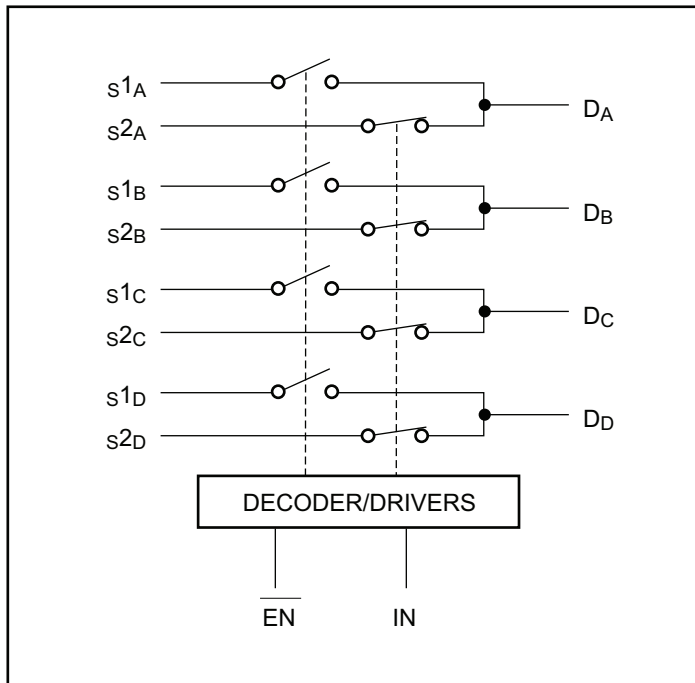 S1A
DA
S2A
S1B
DB
S2B
S1C
DC
S2C
S1D
DD
S2D
DECODER/DRIVERS
EN IN